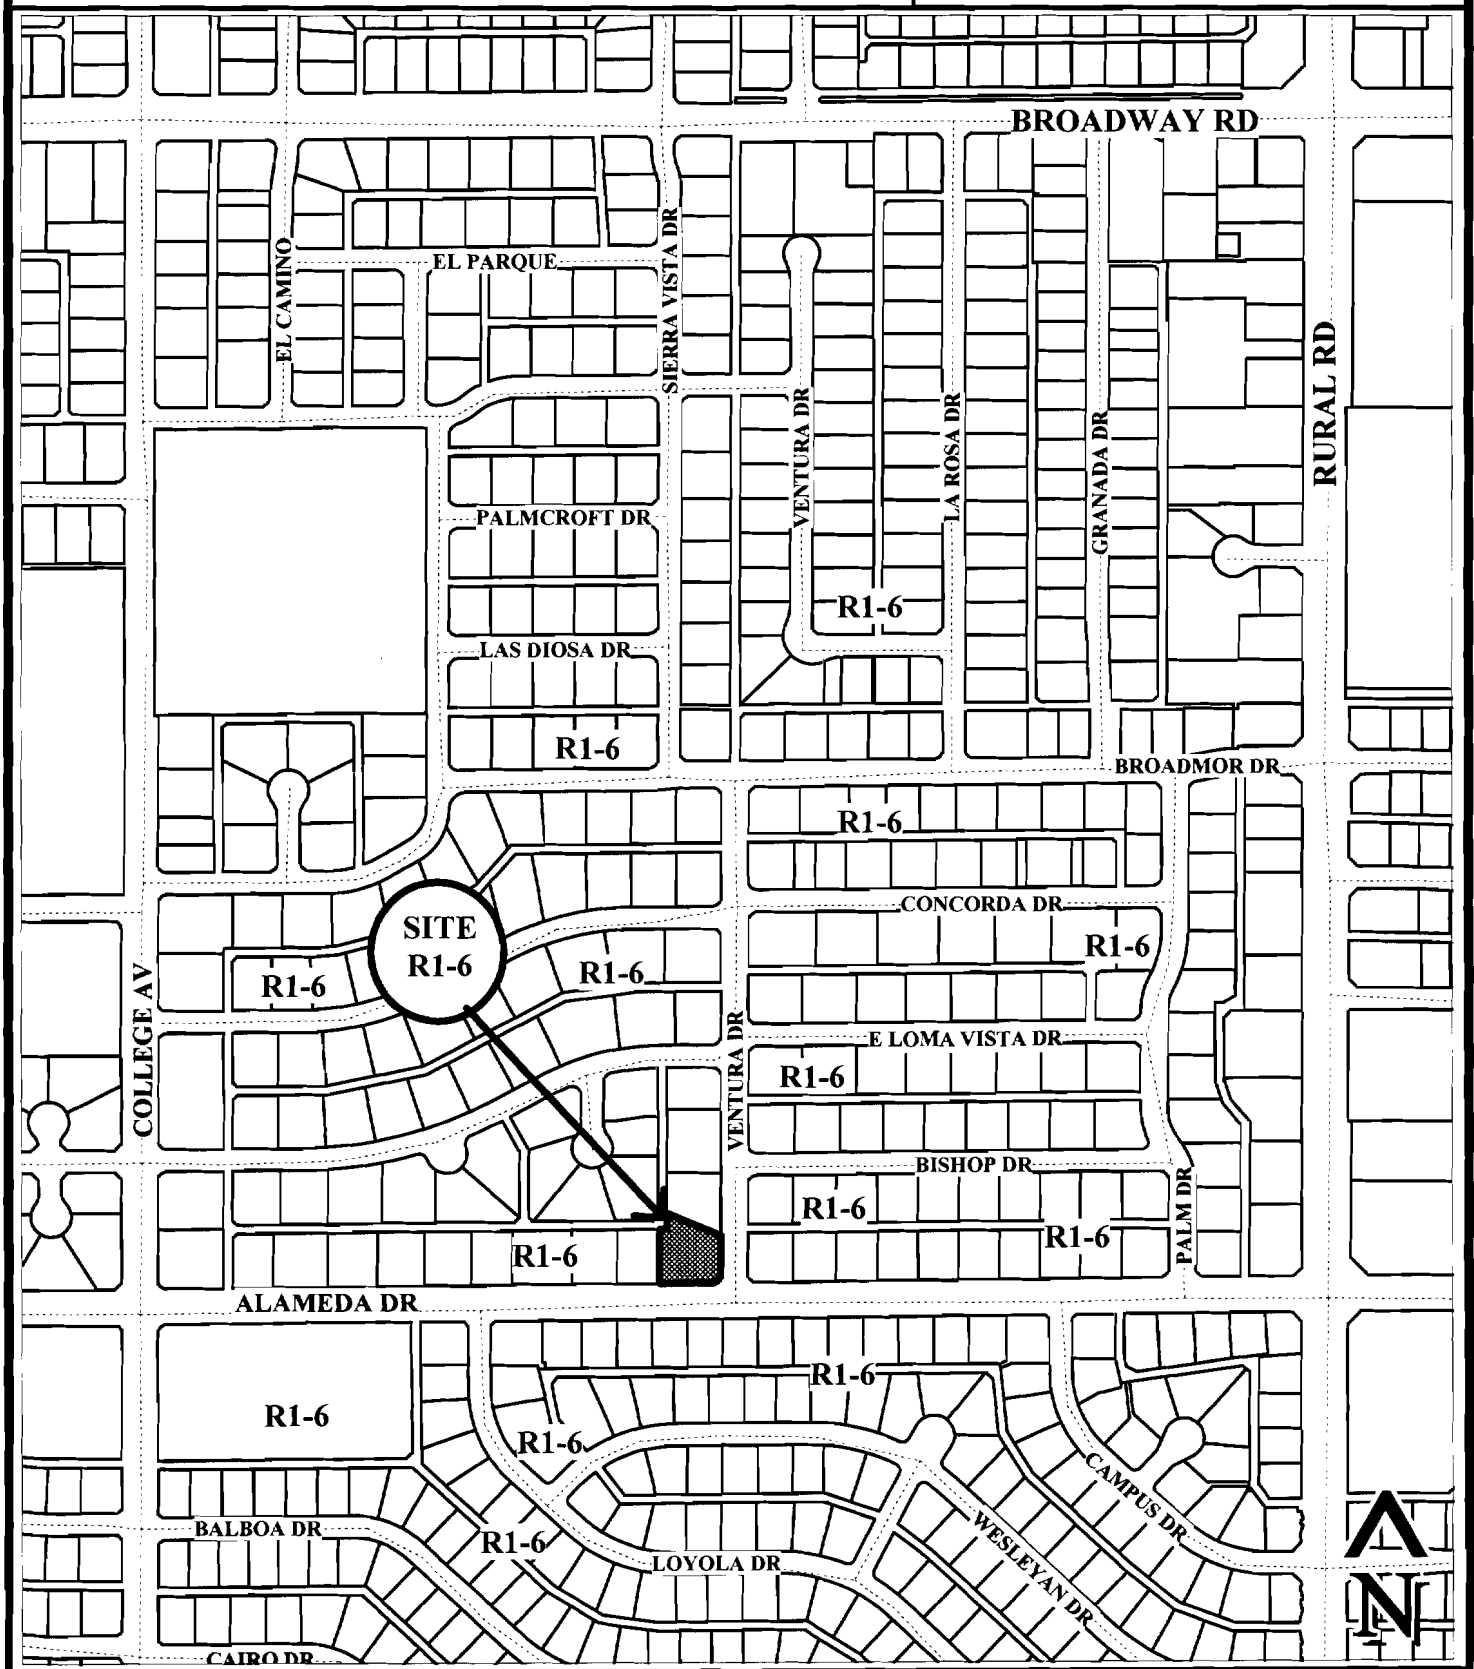 BROADWAY RD
EL PARQUE
EL CAMINO
SIERRA VISTA DR
RURAL RD
VENTURA DR
LA ROSA DR
GRANADA DR
PALMCROFT DR
R1-6
LAS DIOSA DR
R1-6
BROADMOR DR
R1-6
CONCORDA DR
SITE
R1-6
R1-6
R1-6
R1-6
COLLEGE AV
VENTURA DR
E LOMA VISTA DR
R1-6
BISHOP DR
PALM DR
R1-6
R1-6
R1-6
ALAMEDA DR
R1-6
R1-6
R1-6
CAMPUS DR
BALBOA DR
R1-6
WESLEYAN DR
LOYOLA DR
N
CAIRO DR